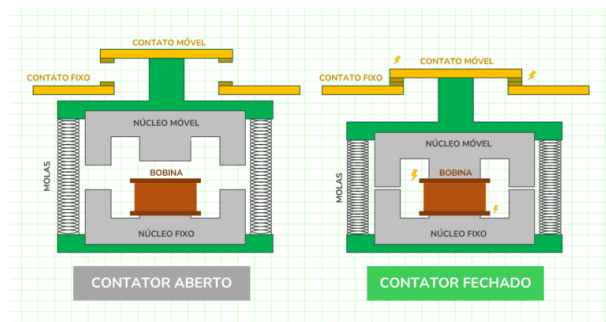 CONTATO MÓVEL
CONTATO FIXO
NÚCLEO MÓVEL
MOLAS
BOBINA
NÚCLEO FIXO
CONTATOR ABERTO
CONTATO MÓVEL
CONTATO FIXO
NÚCLEO MÓVEL
MOLAS
BOBINA
NÚCLEO FIXO
CONTATOR FECHADO